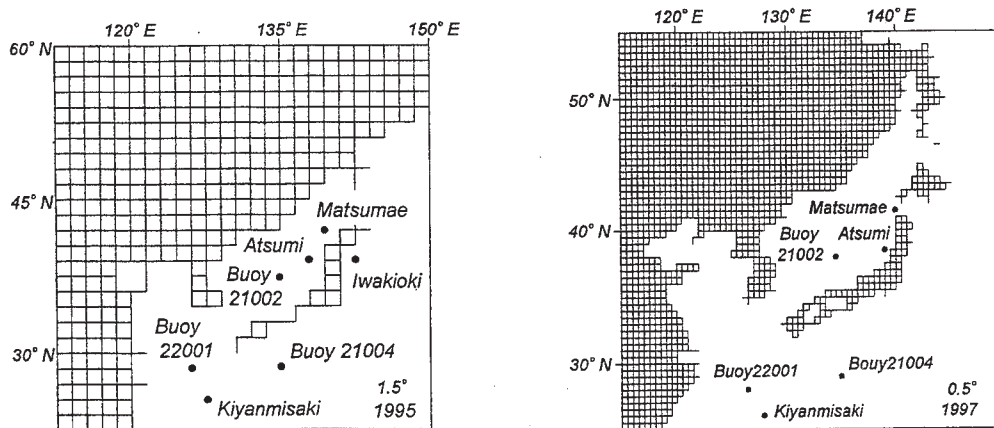 120° E 135° E 150° E
60° N
45° N
30° N
Matsumae
Atsumi
Iwakioki
Buoy
21002
Buoy
22001
Buoy 21004
Kiyanmisaki
1.5°
1995
120° E 130° E 140° E
50° N
40° N
30° N
Matsumae
Buoy
21002
Atsumi
Buoy22001
Bouy21004
Kiyanmisaki
0.5°
1997